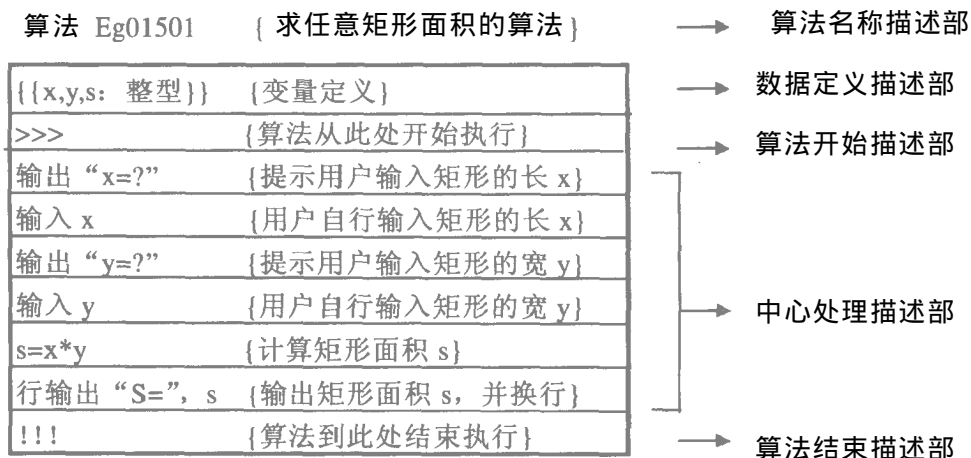 算法 Eg01501 {求任意矩形面积的算法} 算法名称描述部
{{x,y,s: 整型}} {变量定义} 数据定义描述部
>>> {算法从此处开始执行} 算法开始描述部
输出“x=?” {提示用户输入矩形的长 x}
输入 x {用户自行输入矩形的长 x}
输出“y=?” {提示用户输入矩形的宽 y}
输入 y {用户自行输入矩形的宽 y} 中心处理描述部
s=x*y {计算矩形面积 s}
行输出“S=”, s {输出矩形面积 s,并换行}
!!! {算法到此处结束执行} 算法结束描述部